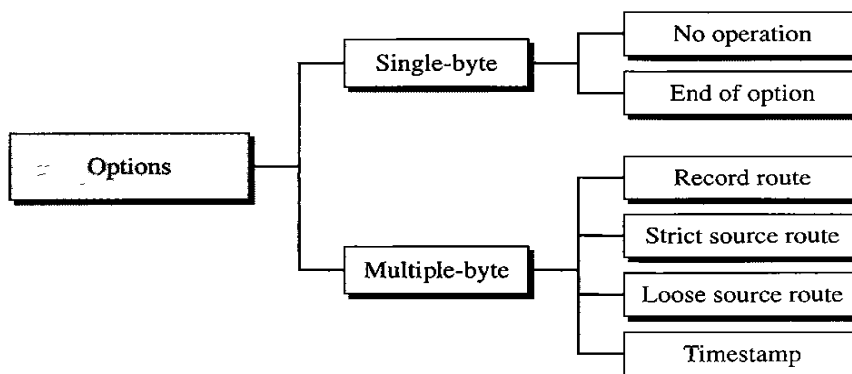 Options
Single-byte
No operation
End of option
Multiple-byte
Record route
Strict source route
Loose source route
Timestamp